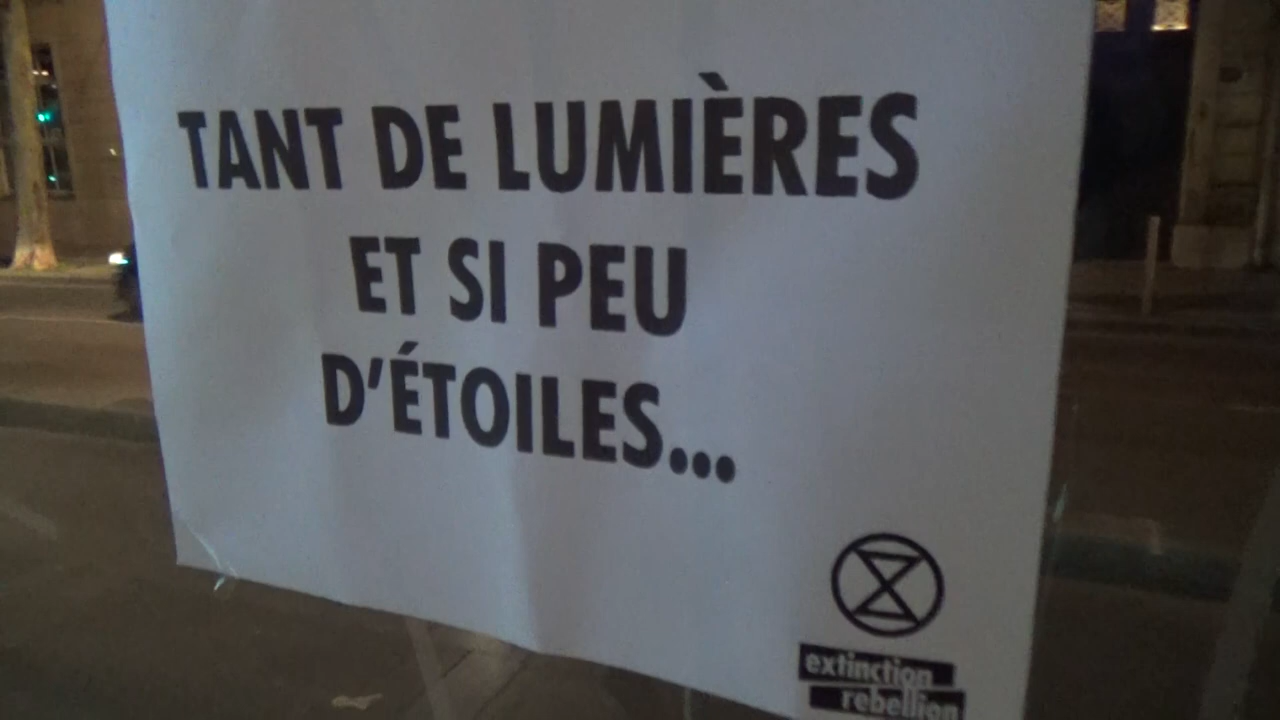 TANT DE LUMIÈRES
ET SI PEU
D'ÉTOILES...
extinction
rebellion